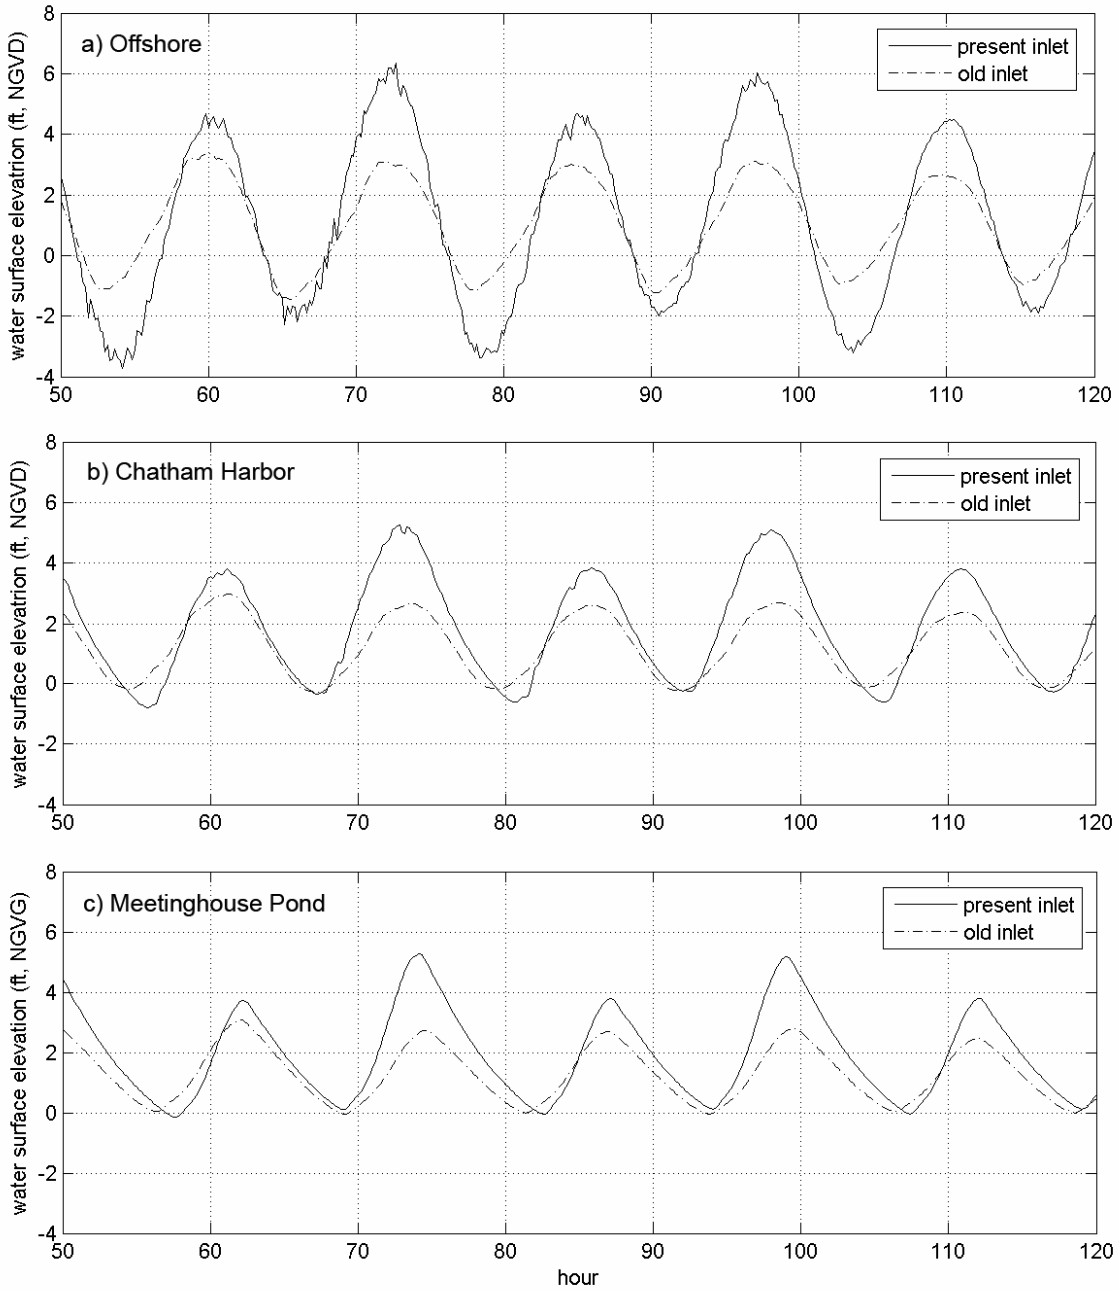 8
6
4
2
0
-2
-4
water surface elevatrion (ft, NGVD)
a) Offshore
present inlet
old inlet
50 60 70 80 90 100 110 120
8
6
4
2
0
-2
-4
water surface elevatrion (ft, NGVD)
b) Chatham Harbor
present inlet
old inlet
50 60 70 80 90 100 110 120
8
6
4
2
0
-2
-4
water surface elevation (ft, NGVG)
c) Meetinghouse Pond
present inlet
old inlet
50 60 70 80 90 100 110 120
hour